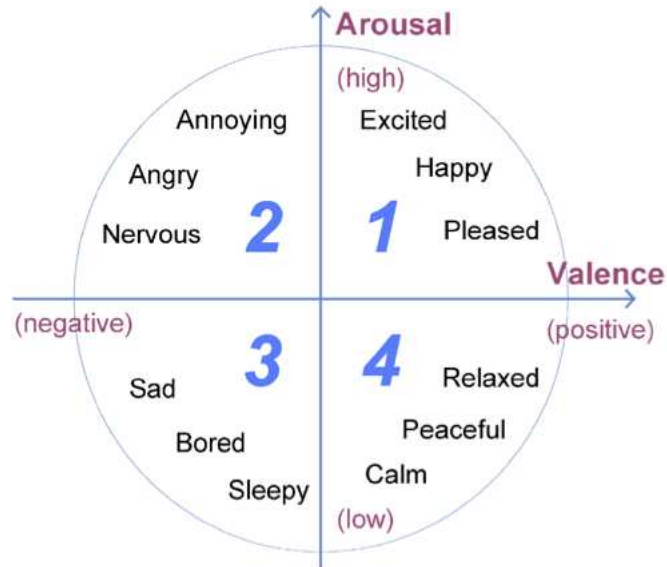 Arousal
(high)
Annoying
Excited
Angry
Happy
Nervous
2
1
Pleased
Valence
(negative)
(positive)
3
4
Sad
Relaxed
Bored
Peaceful
Sleepy
Calm
(low)